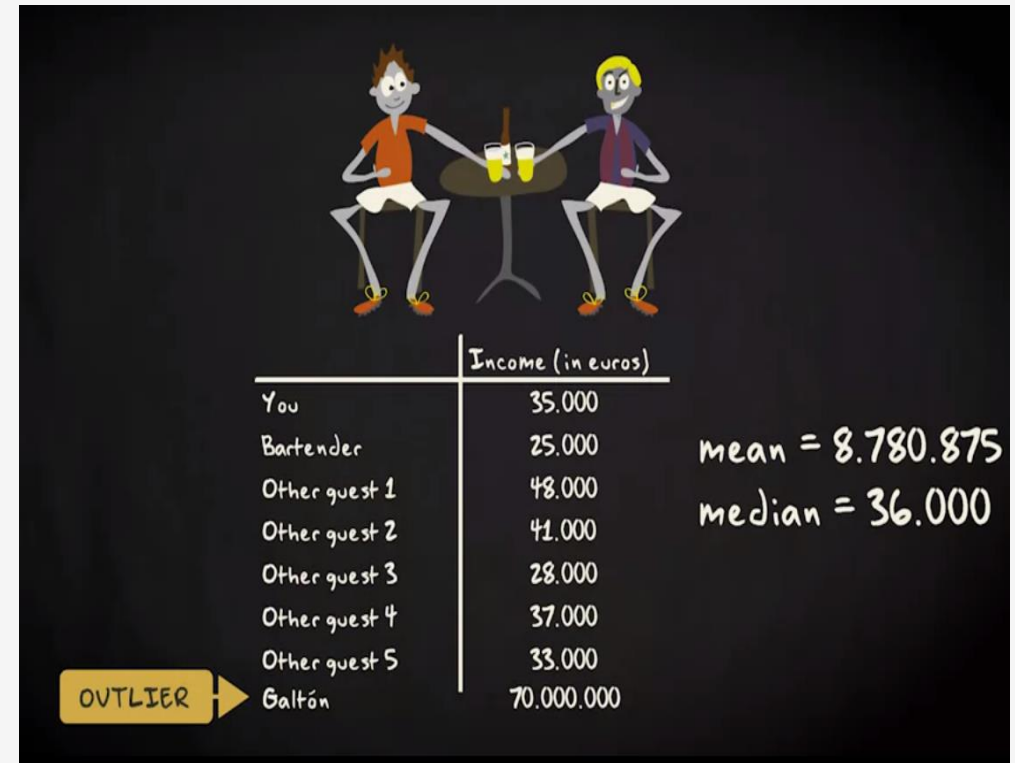 Income (in euros)
You 35.000
Bartender 25.000
Other guest 1 48.000
Other guest 2 41.000
Other guest 3 28.000
Other guest 4 37.000
Other guest 5 33.000
OUTLIER Galtón 70.000.000
mean = 8.780.875
median = 36.000